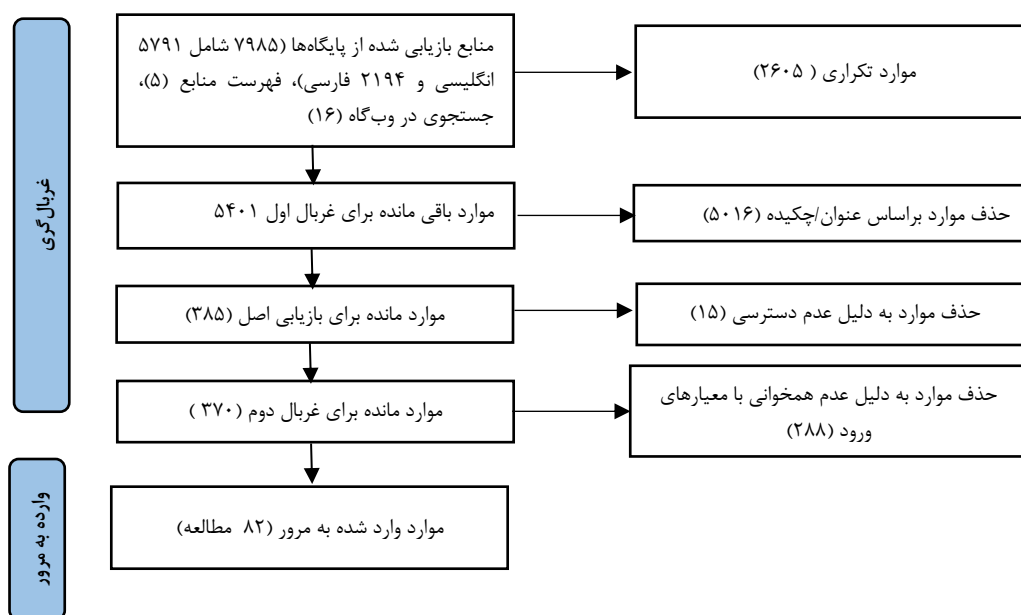 غربال‌گری
منابع بازیابی شده از پایگاه‌ها (۷۹۸۵ شامل ۵۷۹۱
انگلیسی و ۲۱۹۴ فارسی)، فهرست منابع (۵)،
جستجوی در وب‌گاه (۱۶)
موارد تکراری ( ۲۶۰۵)
موارد باقی مانده برای غربال اول ۵۴۰۱
حذف موارد براساس عنوان/چکیده (۵۰۱۶)
موارد مانده برای بازیابی اصل (۳۸۵)
حذف موارد به دلیل عدم دسترسی (۱۵)
موارد مانده برای غربال دوم (۳۷۰ )
حذف موارد به دلیل عدم همخوانی با معیارهای
ورود (۲۸۸)
وارده به مرور
موارد وارد شده به مرور (۸۲ مطالعه)